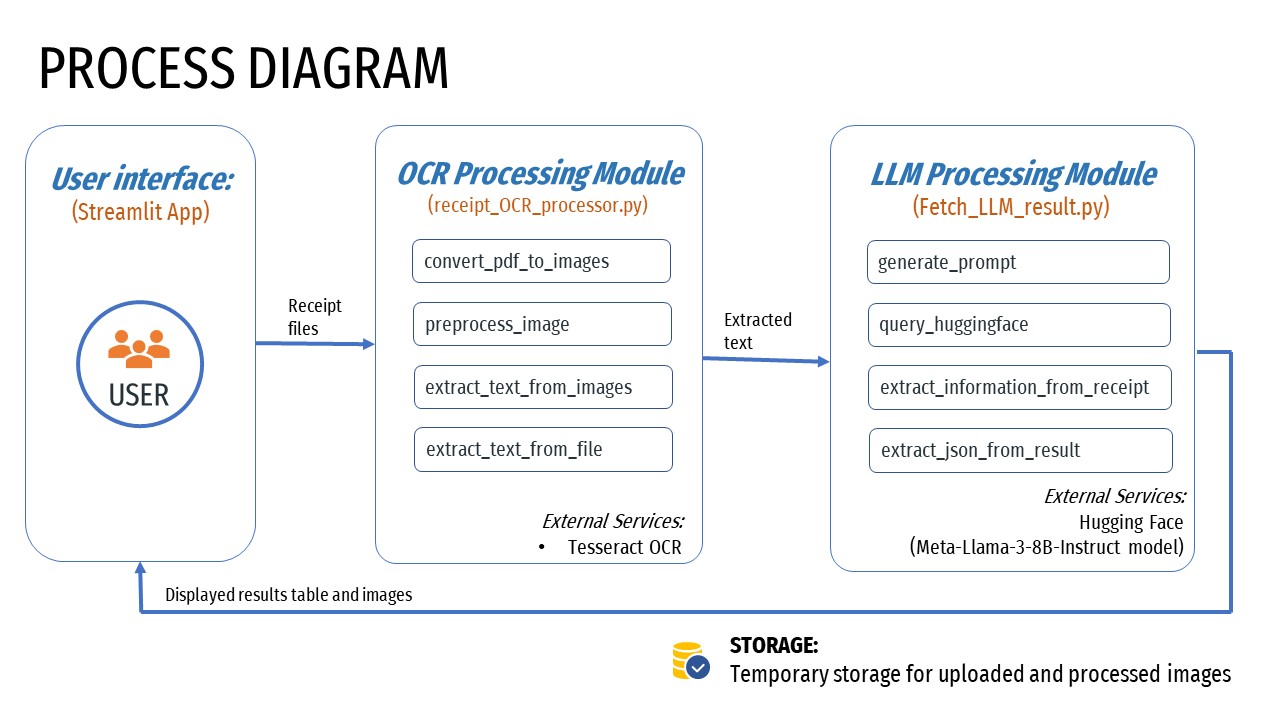 PROCESS DIAGRAM
User interface:
(Streamlit App)
USER
Receipt
files
OCR Processing Module
(receipt_OCR_processor.py)
convert_pdf_to_images
preprocess_image
extract_text_from_images
extract_text_from_file
External Services:
• Tesseract OCR
Extracted
text
LLM Processing Module
(Fetch_LLM_result.py)
generate_prompt
query_huggingface
extract_information_from_receipt
extract_json_from_result
External Services:
Hugging Face
(Meta-Llama-3-8B-Instruct model)
Displayed results table and images
STORAGE:
Temporary storage for uploaded and processed images